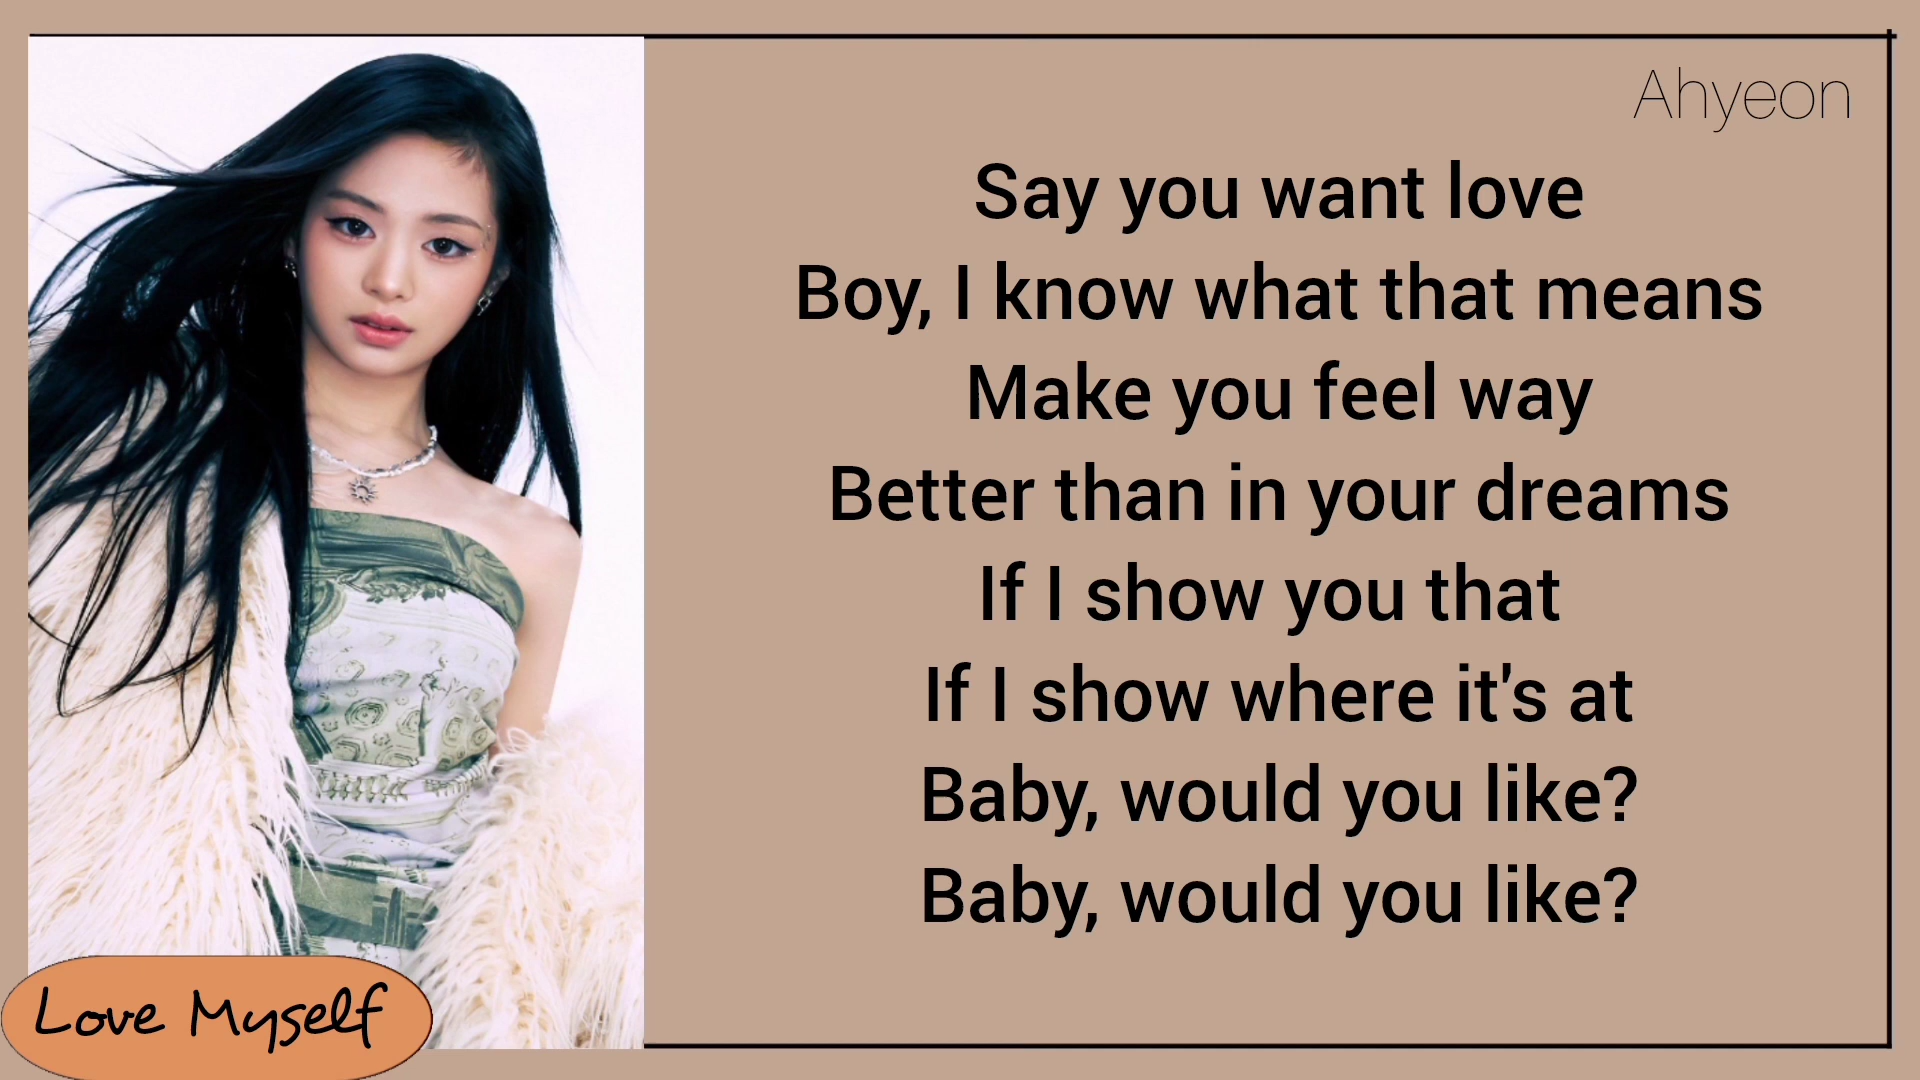 Ahyeon
Say you want love
Boy, I know what that means
Make you feel way
Better than in your dreams
If I show you that
If I show where it's at
Baby, would you like?
Baby, would you like?
Love Myself